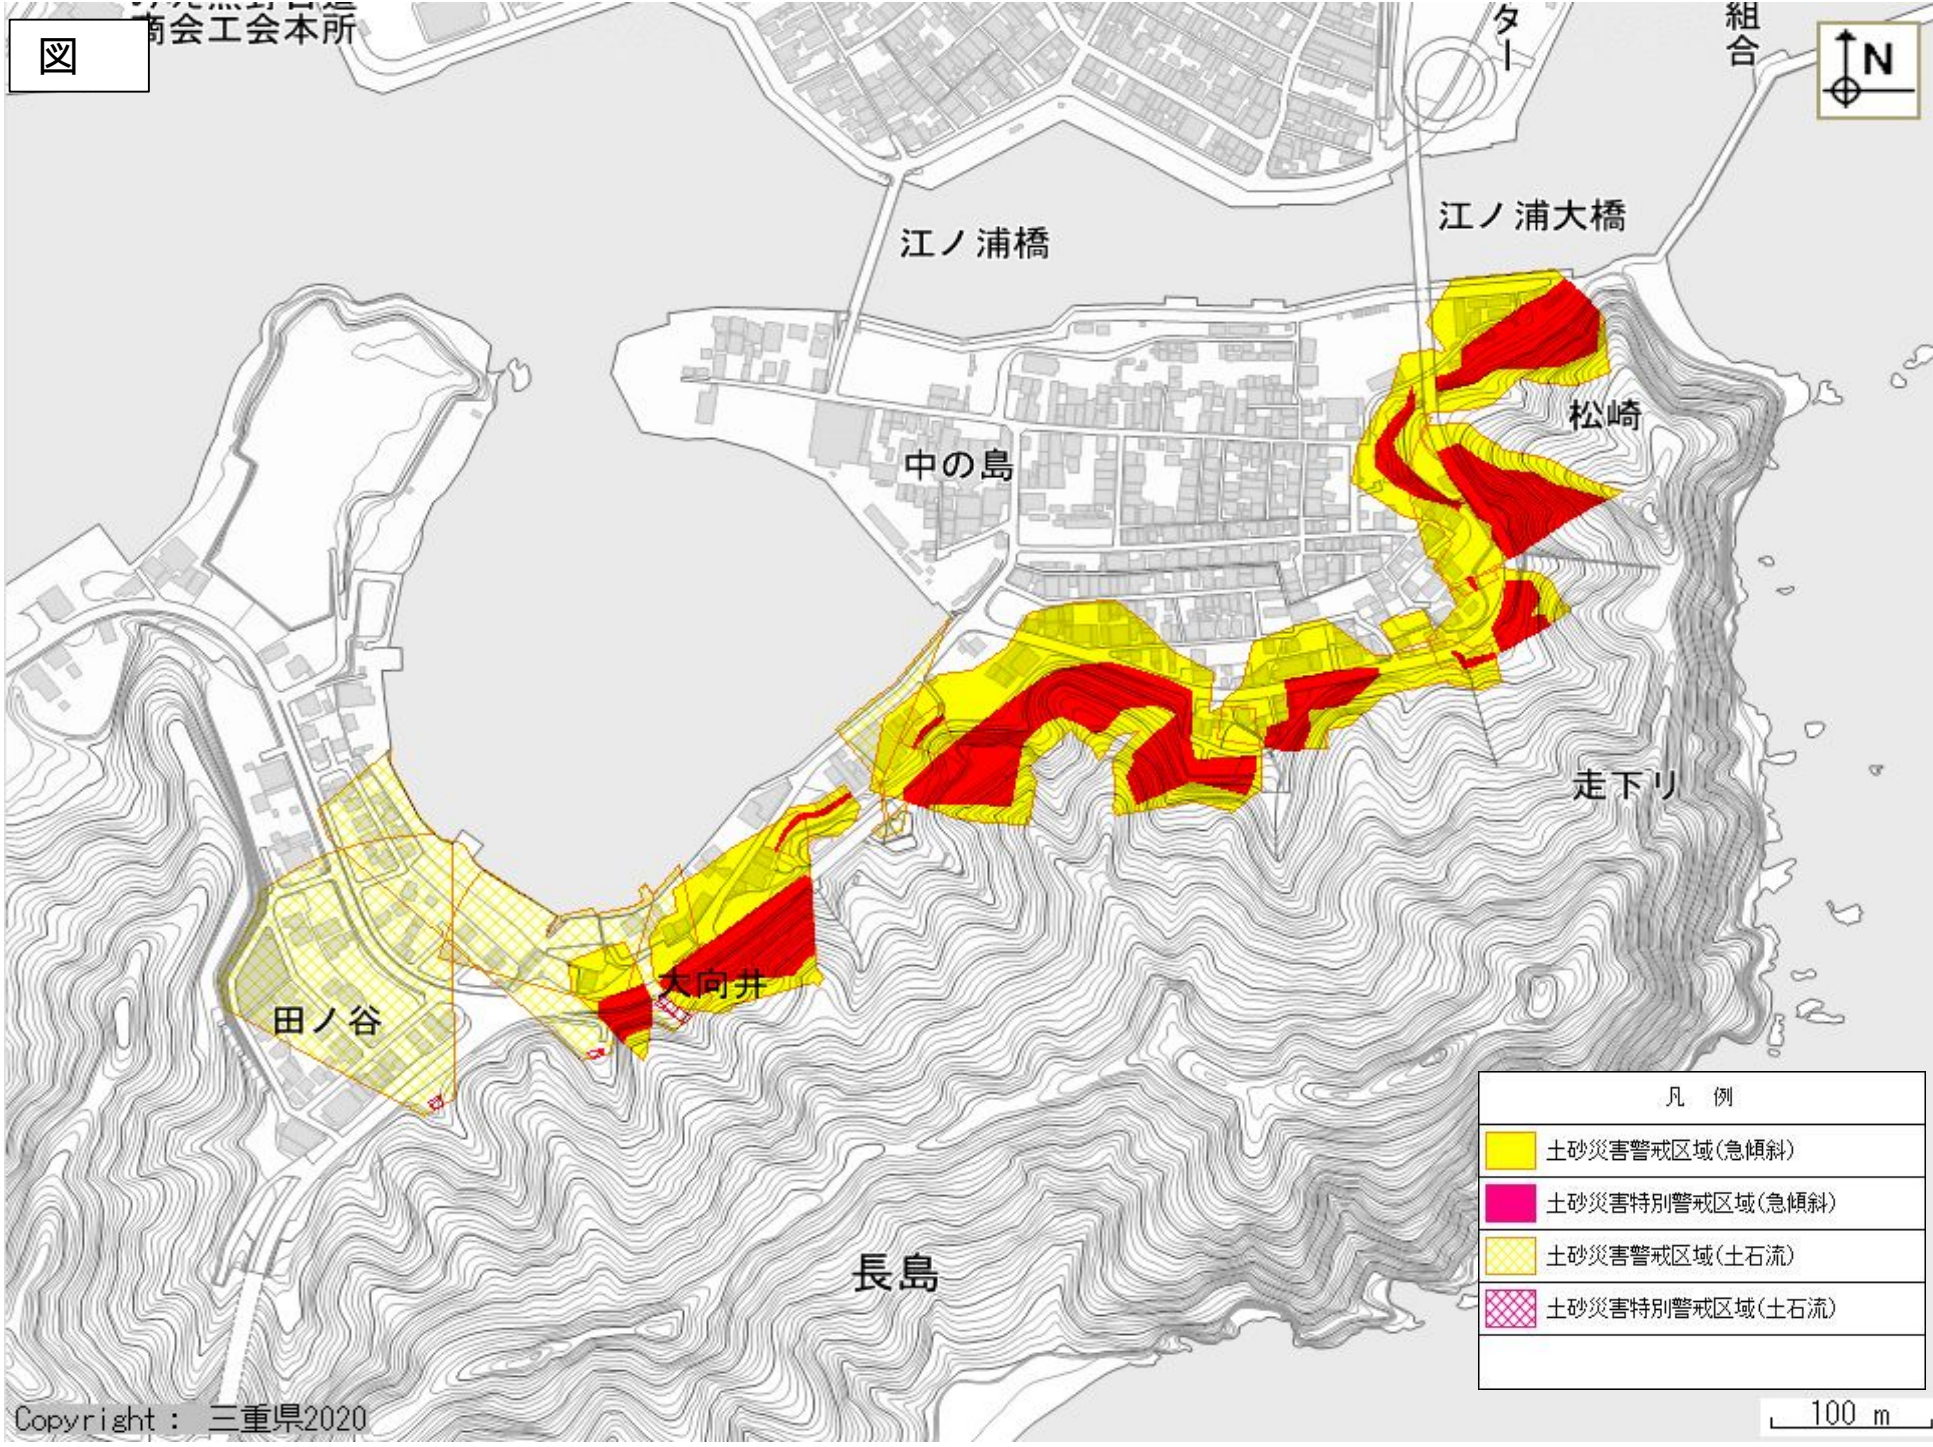 図
商会工会本所
ター
組合
N
江ノ浦橋
江ノ浦大橋
松崎
中の島
走下り
大向井
田ノ谷
長島
凡 例
土砂災害警戒区域(急傾斜)
土砂災害特別警戒区域(急傾斜)
土砂災害警戒区域(土石流)
土砂災害特別警戒区域(土石流)
Copyright : 三重県2020
100 m